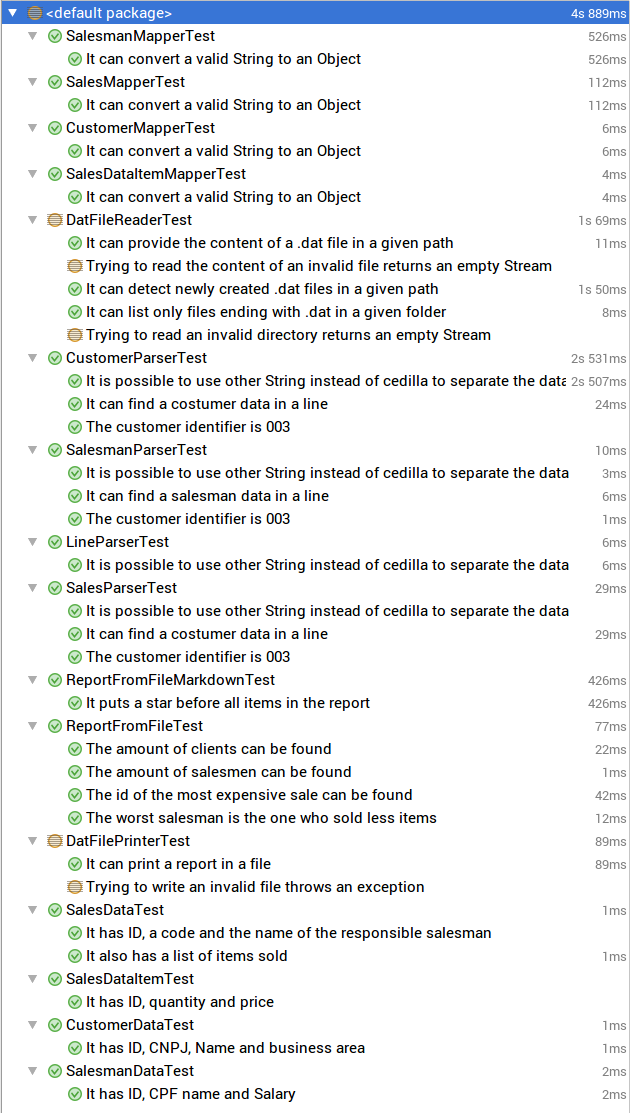 <default package> 4s 889ms
SalesmanMapperTest 526ms
It can convert a valid String to an Object 526ms
SalesMapperTest 112ms
It can convert a valid String to an Object 112ms
CustomerMapperTest 6ms
It can convert a valid String to an Object 6ms
SalesDataItemMapperTest 4ms
It can convert a valid String to an Object 4ms
DatFileReaderTest 1s 69ms
It can provide the content of a .dat file in a given path 11ms
Trying to read the content of an invalid file returns an empty Stream
It can detect newly created .dat files in a given path 1s 50ms
It can list only files ending with .dat in a given folder 8ms
Trying to read an invalid directory returns an empty Stream
CustomerParserTest 2s 531ms
It is possible to use other String instead of cedilla to separate the data 2s 507ms
It can find a costumer data in a line 24ms
The customer identifier is 003
SalesmanParserTest 10ms
It is possible to use other String instead of cedilla to separate the data 3ms
It can find a salesman data in a line 6ms
The customer identifier is 003 1ms
LineParserTest 6ms
It is possible to use other String instead of cedilla to separate the data 6ms
SalesParserTest 29ms
It is possible to use other String instead of cedilla to separate the data
It can find a costumer data in a line 29ms
The customer identifier is 003
ReportFromFileMarkdownTest 426ms
It puts a star before all items in the report 426ms
ReportFromFileTest 77ms
The amount of clients can be found 22ms
The amount of salesmen can be found 1ms
The id of the most expensive sale can be found 42ms
The worst salesman is the one who sold less items 12ms
DatFilePrinterTest 89ms
It can print a report in a file 89ms
Trying to write an invalid file throws an exception
SalesDataTest 1ms
It has ID, a code and the name of the responsible salesman
It also has a list of items sold 1ms
SalesDataItemTest
It has ID, quantity and price
CustomerDataTest 1ms
It has ID, CNPJ, Name and business area 1ms
SalesmanDataTest 2ms
It has ID, CPF name and Salary 2ms